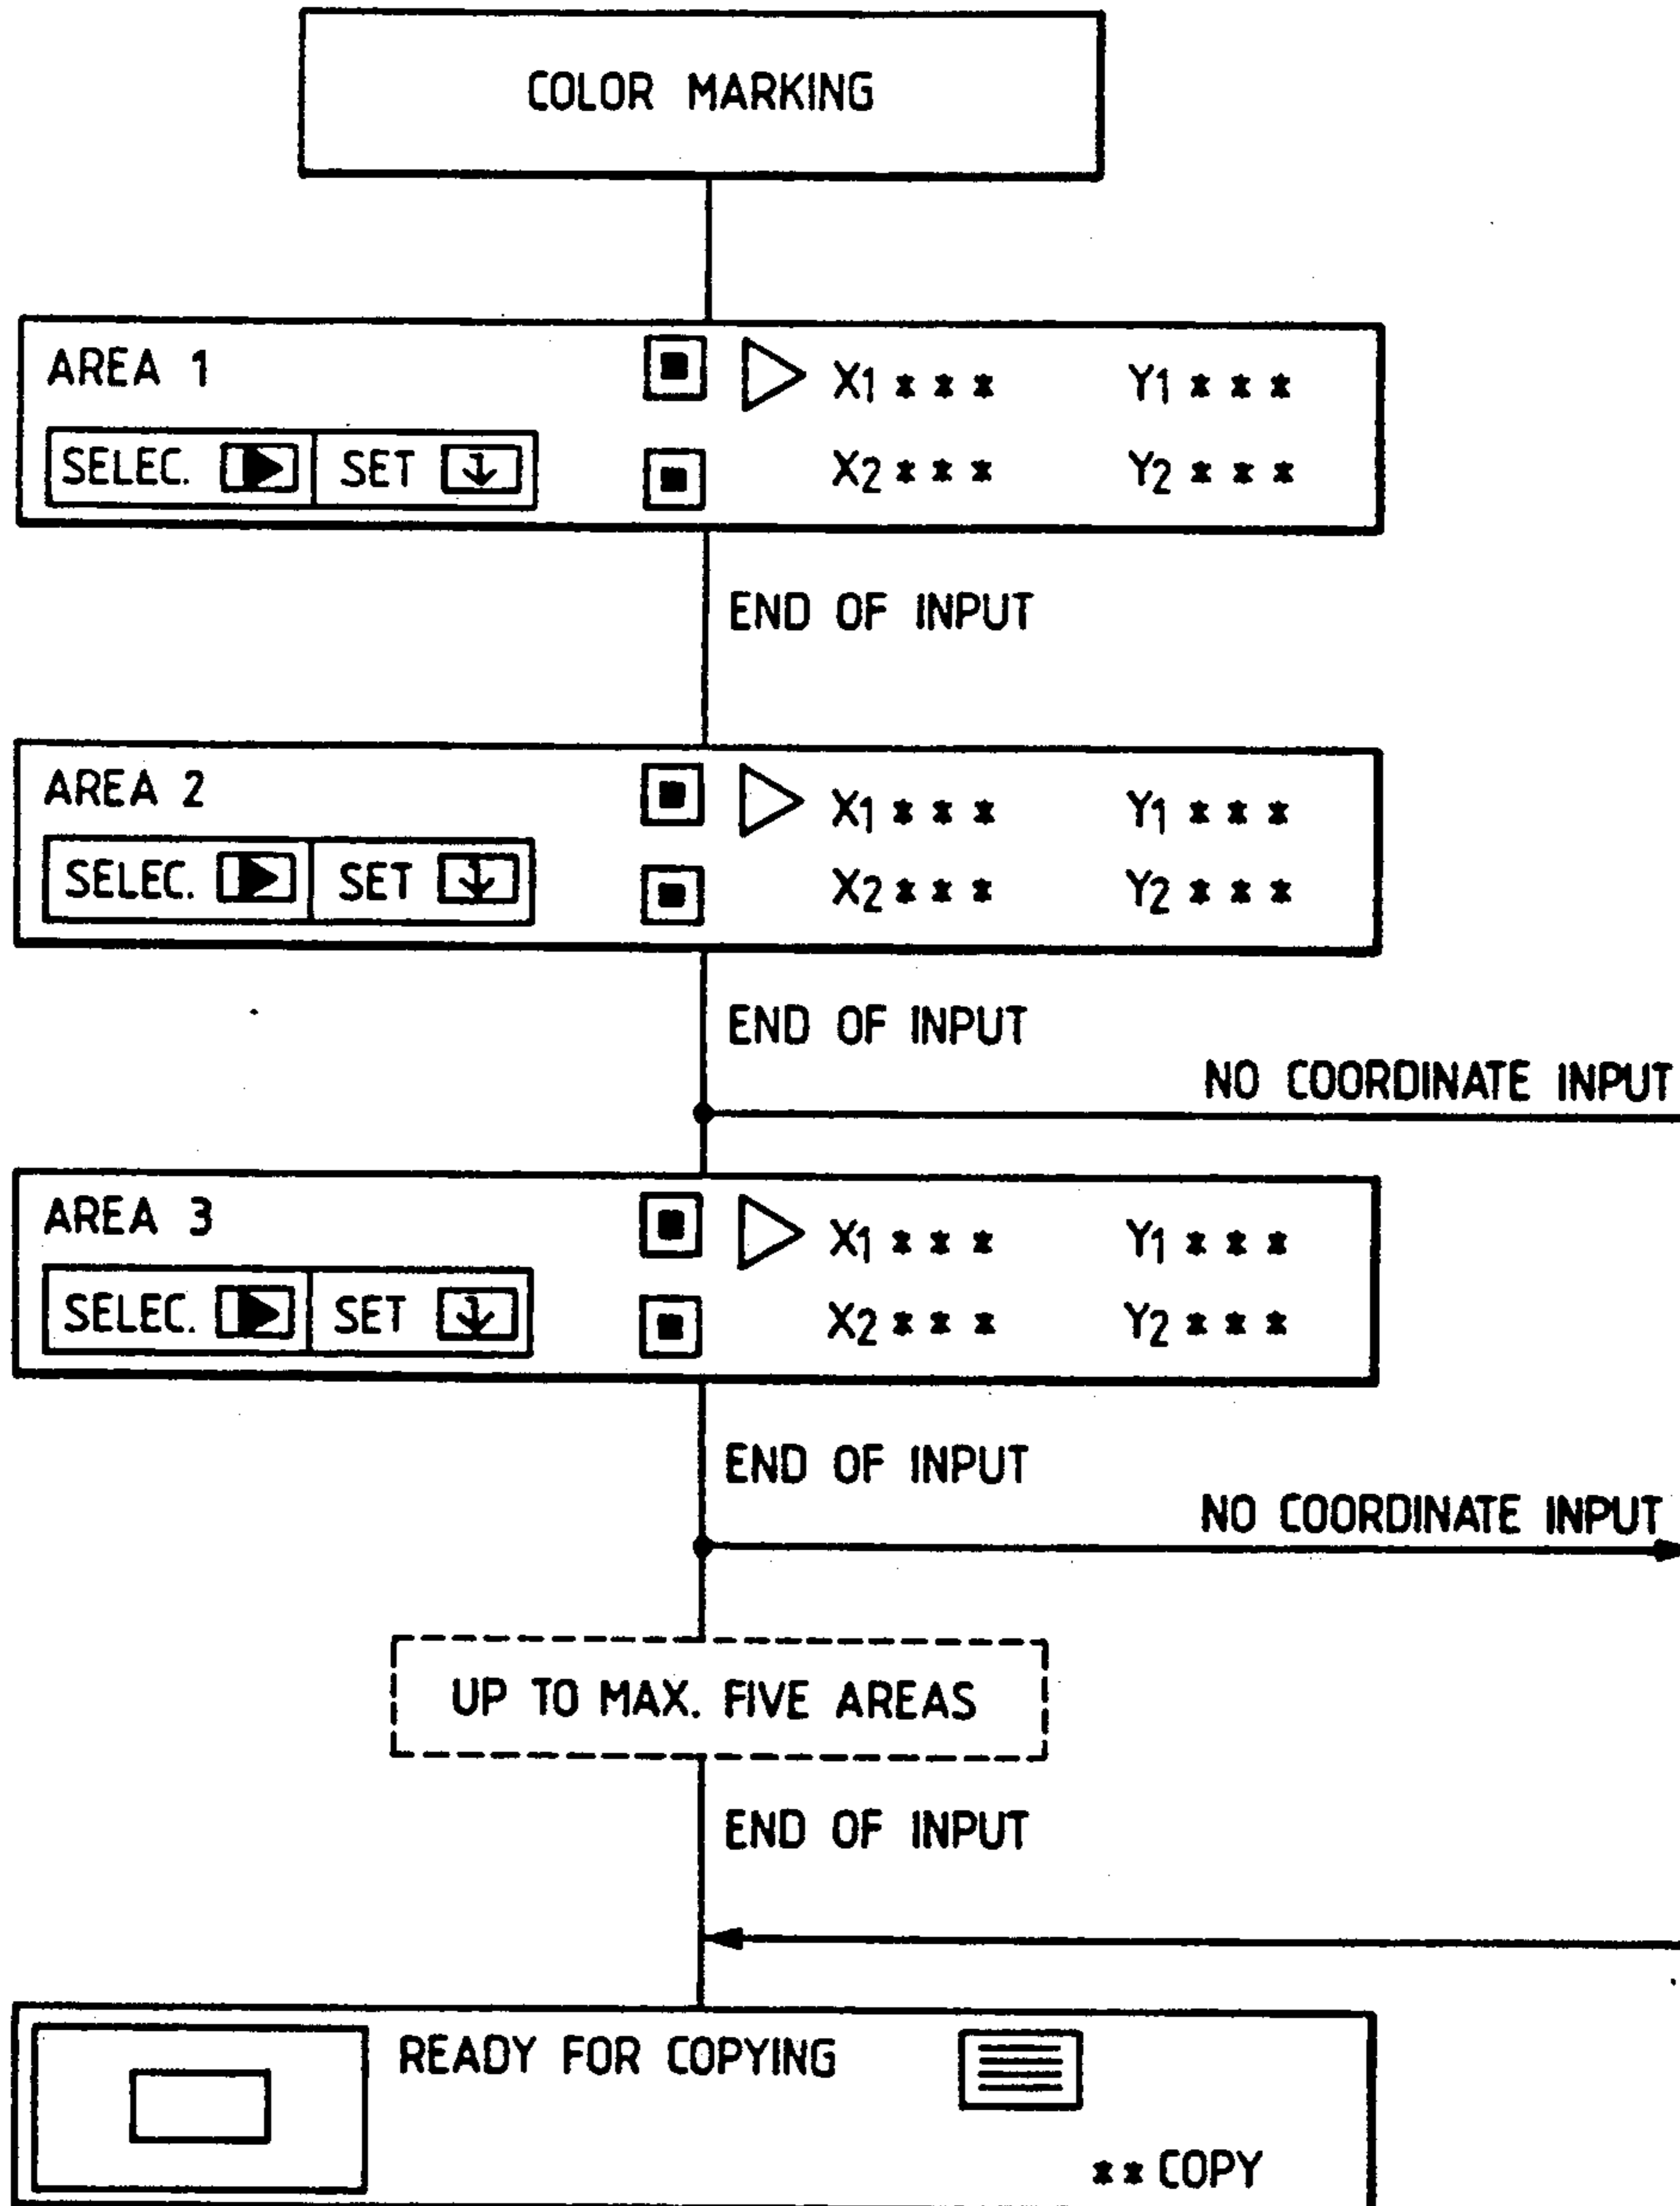 COLOR MARKING
AREA 1
X1 * * * Y1 * * *
SELEC. SET X2 * * * Y2 * * *
END OF INPUT
AREA 2
X1 * * * Y1 * * *
SELEC. SET X2 * * * Y2 * * *
END OF INPUT
NO COORDINATE INPUT
AREA 3
X1 * * * Y1 * * *
SELEC. SET X2 * * * Y2 * * *
END OF INPUT
NO COORDINATE INPUT
UP TO MAX. FIVE AREAS
END OF INPUT
READY FOR COPYING
** COPY